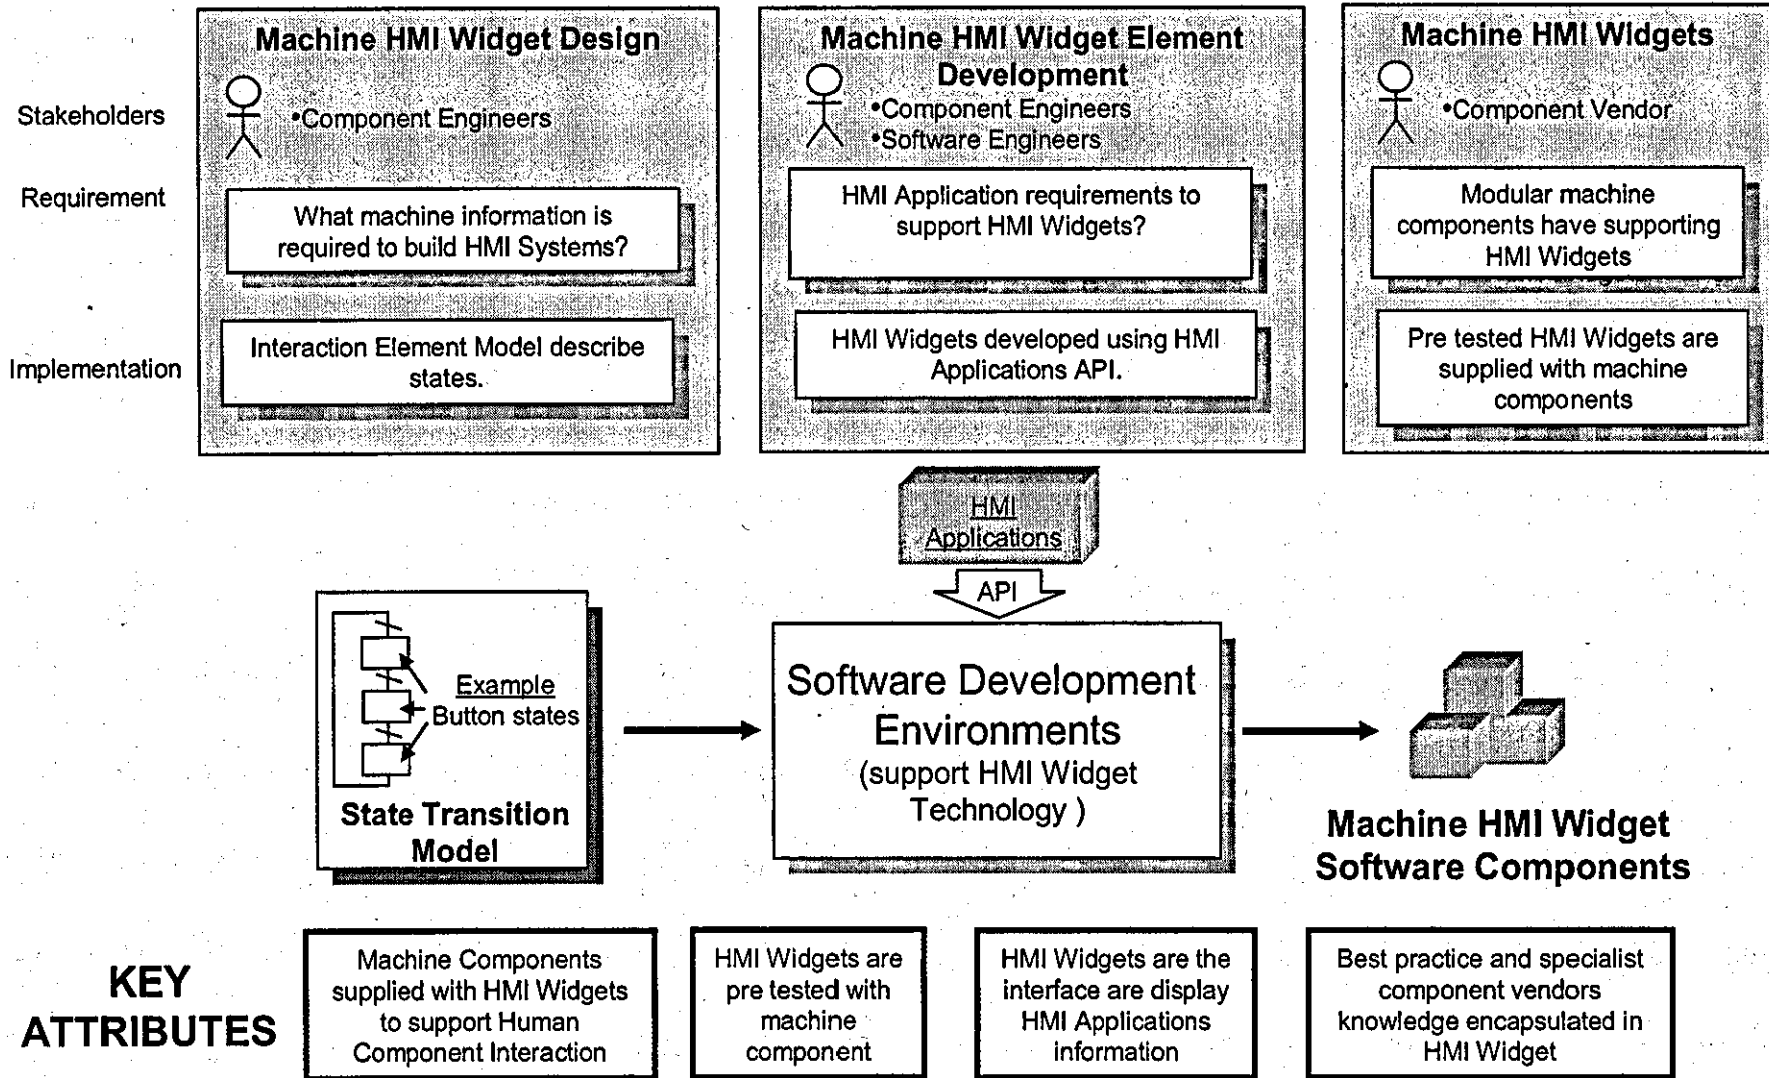 Machine HMI Widget Design
•Component Engineers
What machine information is
required to build HMI Systems?
Interaction Element Model describe
states.
Machine HMI Widget Element
Development
•Component Engineers
•Software Engineers
HMI Application requirements to
support HMI Widgets?
HMI Widgets developed using HMI
Applications API.
Machine HMI Widgets
•Component Vendor
Modular machine
components have supporting
HMI Widgets
Pre tested HMI Widgets are
supplied with machine
components
Stakeholders
Requirement
Implementation
HMI
Applications
API
Example
Button states
State Transition
Model
Software Development
Environments
(support HMI Widget
Technology )
Machine HMI Widget
Software Components
KEY
ATTRIBUTES
Machine Components
supplied with HMI Widgets
to support Human
Component Interaction
HMI Widgets are
pre tested with
machine
component
HMI Widgets are the
interface are display
HMI Applications
information
Best practice and specialist
component vendors
knowledge encapsulated in
HMI Widget